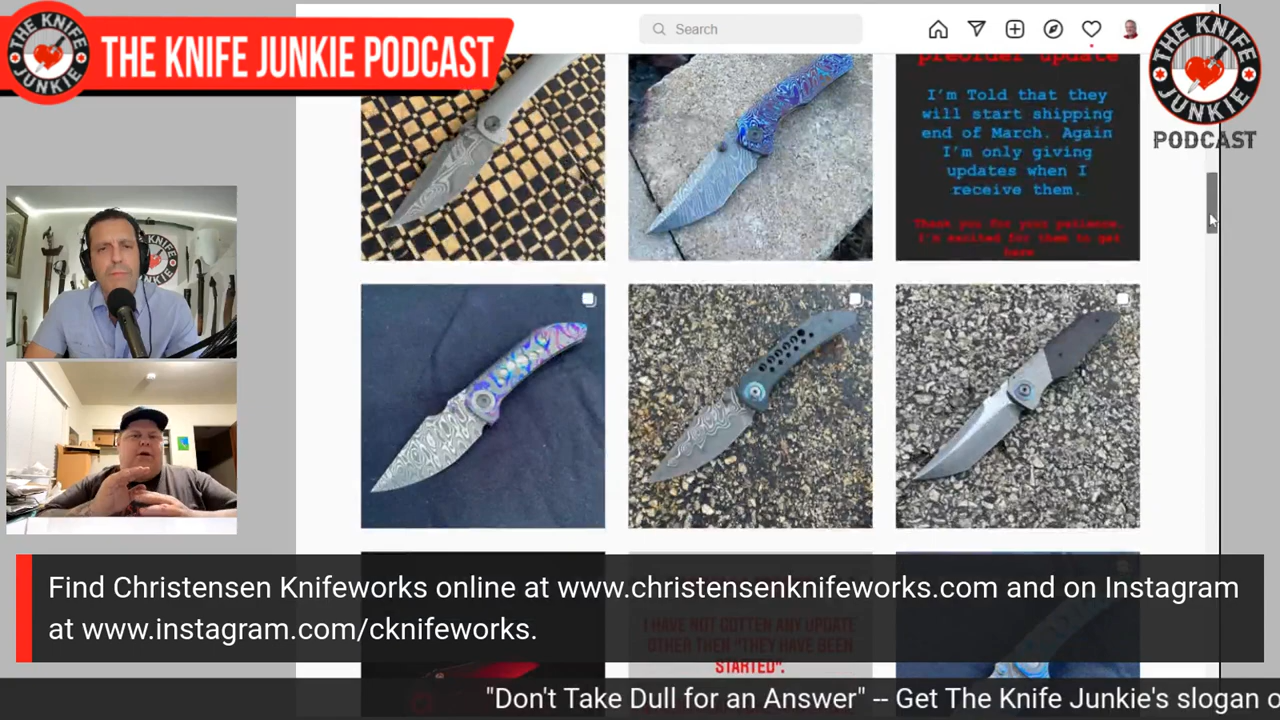 THE KNIFE JUNKIE
THE KNIFE JUNKIE PODCAST
Search
THE KNIFE JUNKIE
PODCAST
preorder update
I'm Told that they
will start shipping
end of March. Again
I'm only giving
updates when I
receive them.
Thank you for your patience.
I'm excited for them to get
here
THE KNIFE
JUNKIE
Find Christensen Knifeworks online at www.christensenknifeworks.com and on Instagram
at www.instagram.com/cknifeworks.
I HAVE NOT GOTTEN ANY UPDATE
OTHER THEN "THEY HAVE BEEN
STARTED".
"Don't Take Dull for an Answer" -- Get The Knife Junkie's slogan o